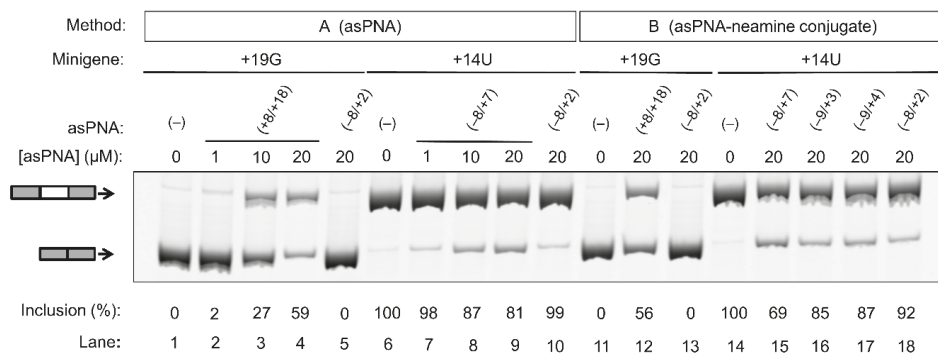 Method: A (asPNA) B (asPNA-neamine conjugate)
Minigene: +19G +14U +19G +14U
asPNA: (–) (+8/+18) (–8/+2) (–) (–8/+7) (–8/+2) (–) (+8/+18) (–8/+2) (–) (–8/+7) (–9/+3) (–9/+4) (–8/+2)
[asPNA] (µM): 0 1 10 20 20 0 1 10 20 20 0 20 20 0 20 20 20 20
Inclusion (%) 0 2 27 59 0 100 98 87 81 99 0 56 0 100 69 85 87 92
Lane: 1 2 3 4 5 6 7 8 9 10 11 12 13 14 15 16 17 18